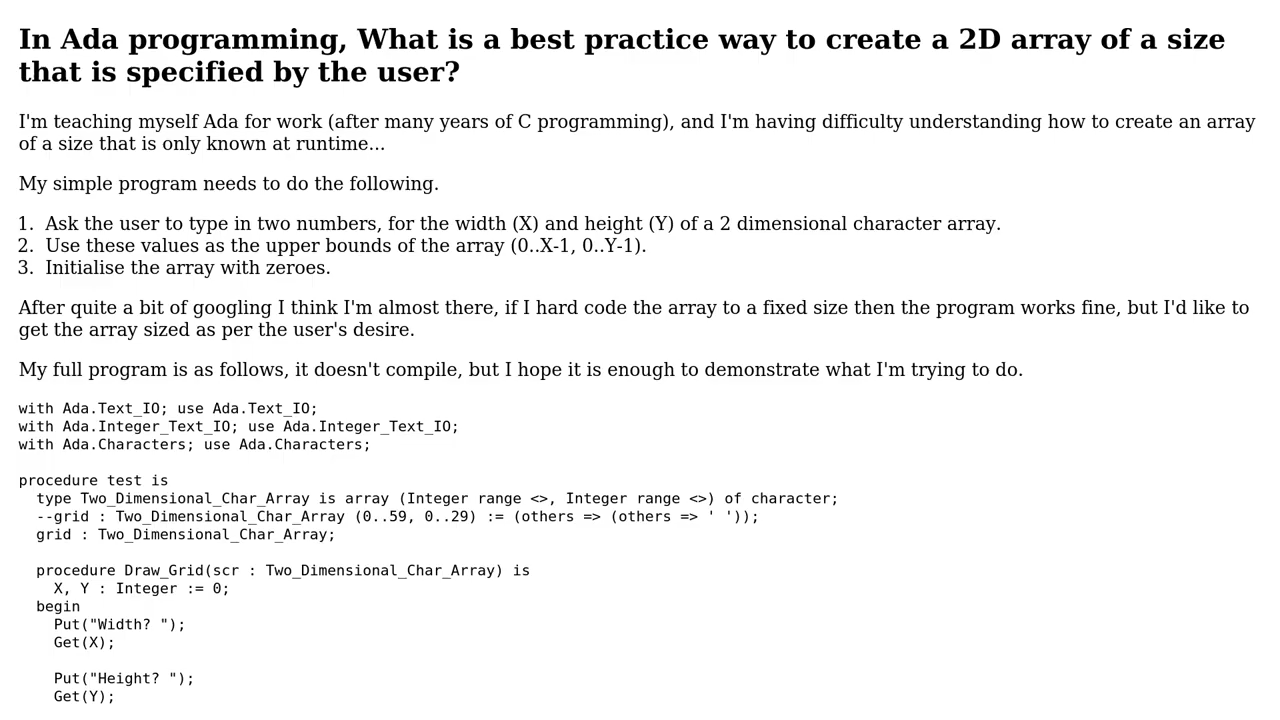 In Ada programming, What is a best practice way to create a 2D array of a size
that is specified by the user?
I'm teaching myself Ada for work (after many years of C programming), and I'm having difficulty understanding how to create an array
of a size that is only known at runtime...
My simple program needs to do the following.
1. Ask the user to type in two numbers, for the width (X) and height (Y) of a 2 dimensional character array.
2. Use these values as the upper bounds of the array (0..X-1, 0..Y-1).
3. Initialise the array with zeroes.
After quite a bit of googling I think I'm almost there, if I hard code the array to a fixed size then the program works fine, but I'd like to
get the array sized as per the user's desire.
My full program is as follows, it doesn't compile, but I hope it is enough to demonstrate what I'm trying to do.
with Ada.Text_IO; use Ada.Text_IO;
with Ada.Integer_Text_IO; use Ada.Integer_Text_IO;
with Ada.Characters; use Ada.Characters;
procedure test is
  type Two_Dimensional_Char_Array is array (Integer range <>, Integer range <>) of character;
  --grid : Two_Dimensional_Char_Array (0..59, 0..29) := (others => (others => ' '));
  grid : Two_Dimensional_Char_Array;
  procedure Draw_Grid(scr : Two_Dimensional_Char_Array) is
    X, Y : Integer := 0;
  begin
    Put("Width? ");
    Get(X);
    Put("Height? ");
    Get(Y);